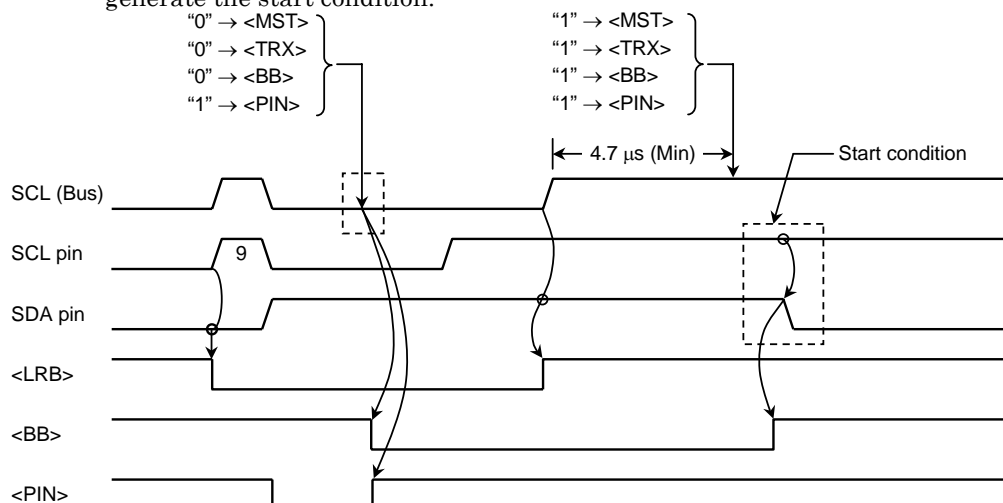 generate the start condition.
“0” → <MST>
“0” → <TRX>
“0” → <BB>
“1” → <PIN>
“1” → <MST>
“1” → <TRX>
“1” → <BB>
“1” → <PIN>
4.7 μs (Min)
Start condition
SCL (Bus)
SCL pin
9
SDA pin
<LRB>
<BB>
<PIN>